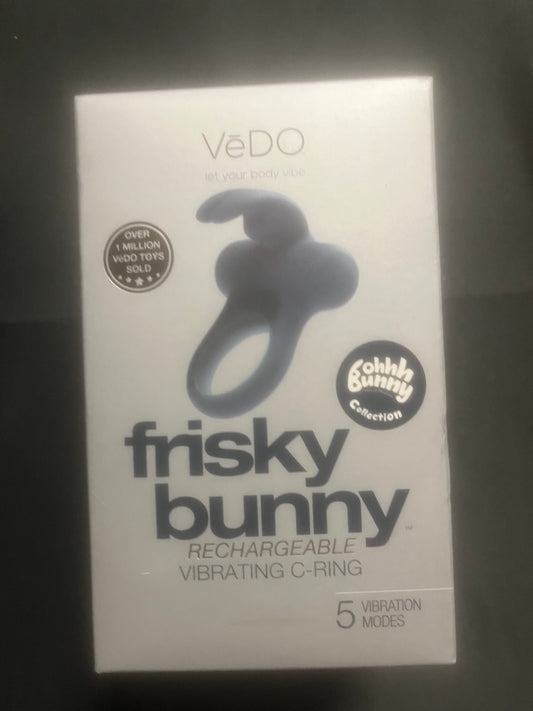 VēDO
let your body vibe
OVER
1 MILLION
VēDO TOYS
SOLD
ohhh
Bunny
Collection
frisky
bunny™
RECHARGEABLE
VIBRATING C-RING
5 VIBRATION
MODES